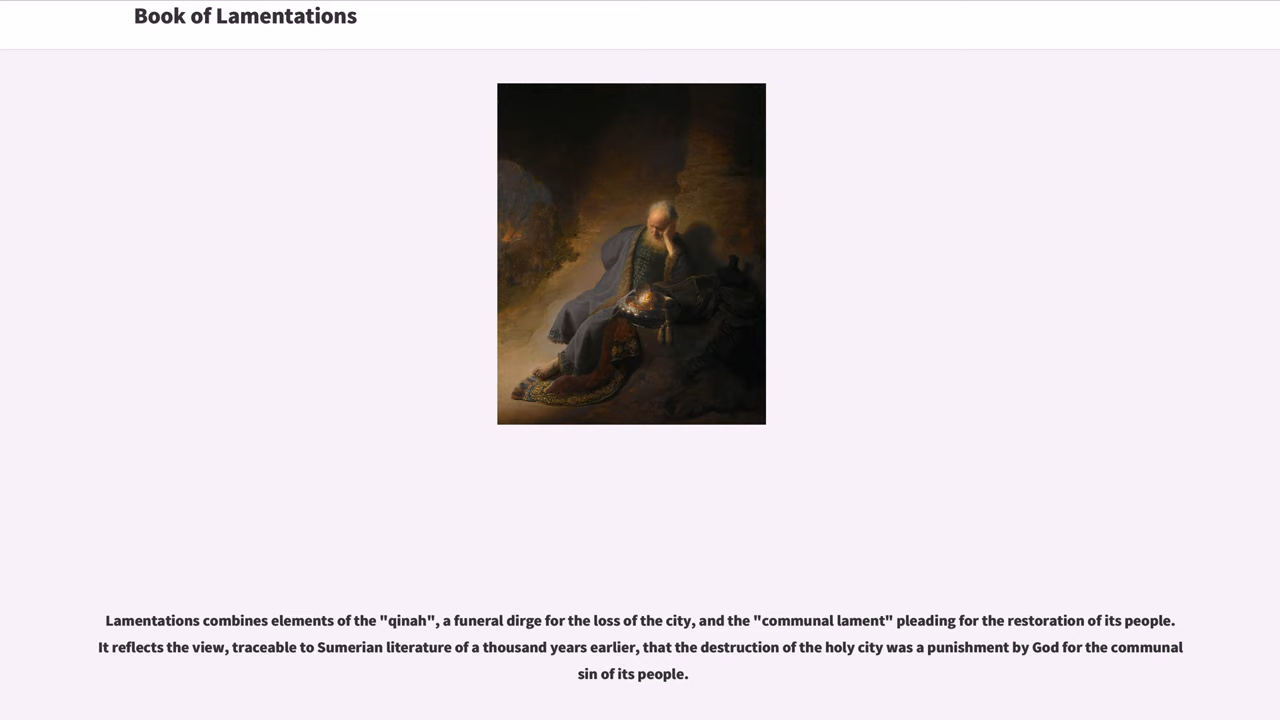 Book of Lamentations
Lamentations combines elements of the "qinah", a funeral dirge for the loss of the city, and the "communal lament" pleading for the restoration of its people.
It reflects the view, traceable to Sumerian literature of a thousand years earlier, that the destruction of the holy city was a punishment by God for the communal
sin of its people.